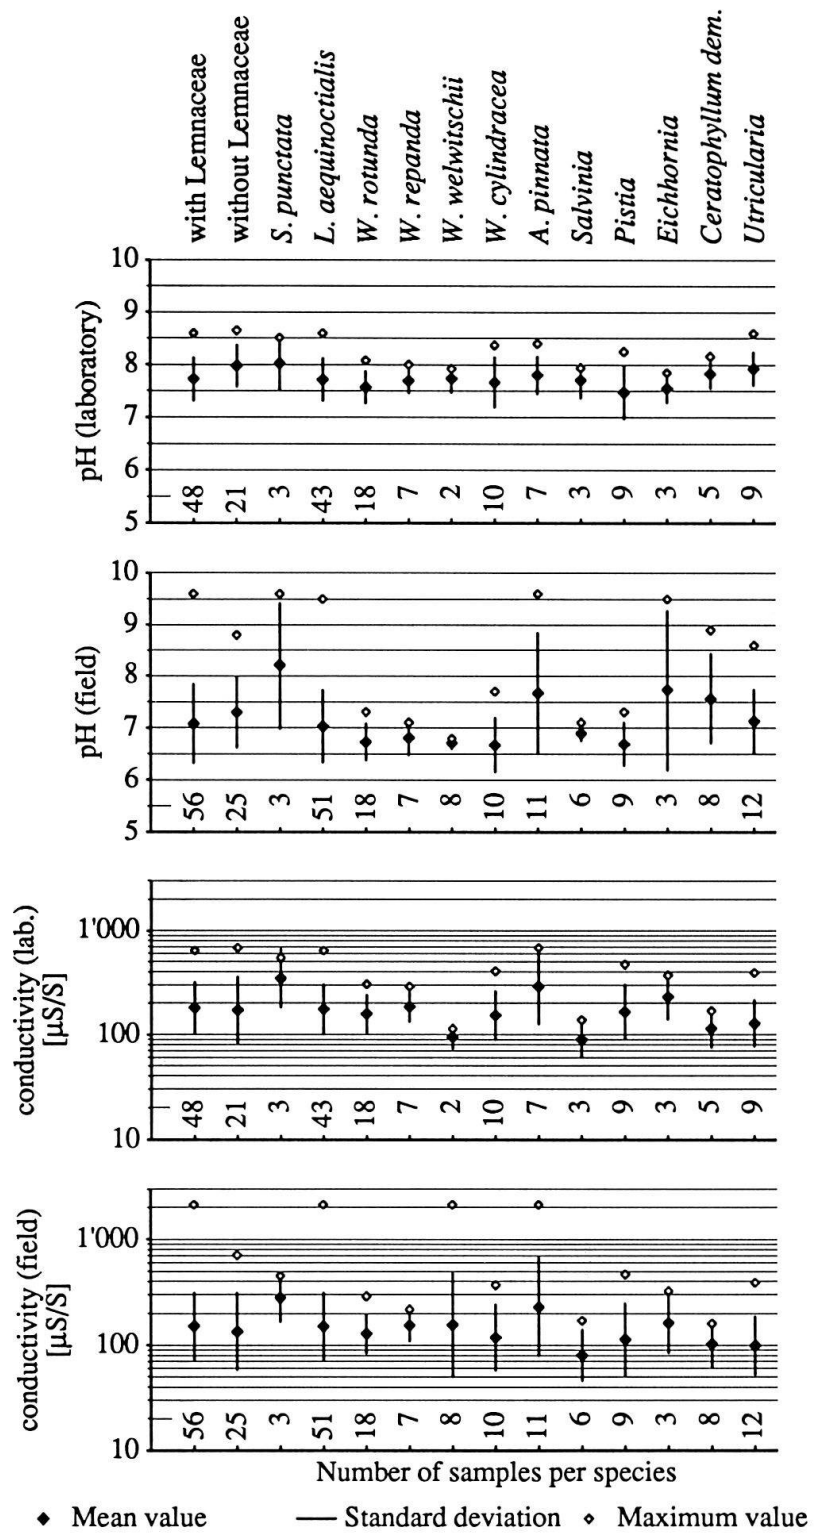 with Lemnaceae
without Lemnaceae
S. punctata
L. aequinoctialis
W. rotunda
W. repanda
W. welwitschii
W. cylindracea
A. pinnata
Salvinia
Pistia
Eichhornia
Ceratophyllum dem.
Utricularia
pH (laboratory)
10
9
8
7
6
5
48 21 3 43 18 7 2 10 7 3 9 3 5 9
pH (field)
10
9
8
7
6
5
56 25 3 51 18 7 8 10 11 6 9 3 8 12
conductivity (lab.)
[µS/S]
1'000
100
10
48 21 3 43 18 7 2 10 7 3 9 3 5 9
conductivity (field)
[µS/S]
1'000
100
10
56 25 3 51 18 7 8 10 11 6 9 3 8 12
Number of samples per species
Mean value
Standard deviation
Maximum value